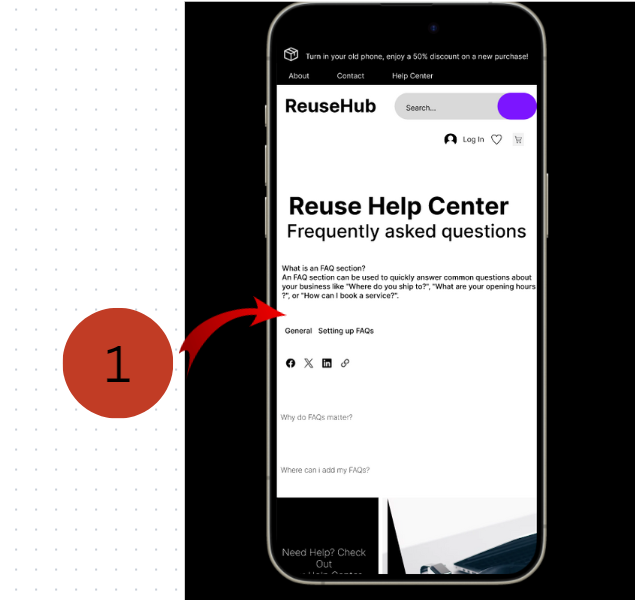 Turn in your old phone, enjoy a 50% discount on a new purchase!
About Contact Help Center
ReuseHub Search...
Log In
Reuse Help Center
Frequently asked questions
What is an FAQ section?
An FAQ section can be used to quickly answer common questions about
your business like "Where do you ship to?", "What are your opening hours
?", or "How can I book a service?".
General Setting up FAQs
1
Why do FAQs matter?
Where can i add my FAQs?
Need Help? Check
Out
Help Center